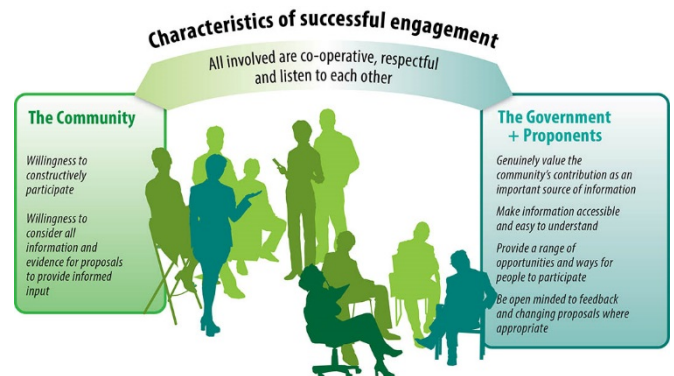 Characteristics of successful engagement
All involved are co-operative, respectful
and listen to each other
The Community
Willingness to
constructively
participate
Willingness to
consider all
information and
evidence for proposals
to provide informed
input
The Government
+ Proponents
Genuinely value the
community's contribution as an
important source of information
Make information accessible
and easy to understand
Provide a range of
opportunities and ways for
people to participate
Be open minded to feedback
and changing proposals where
appropriate